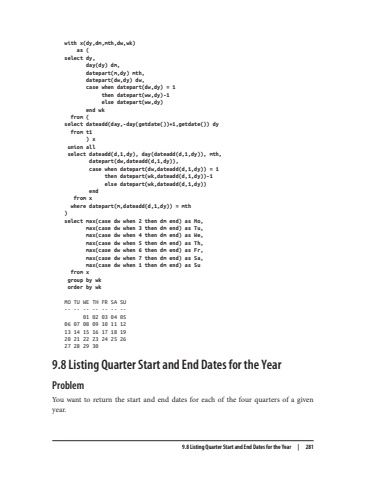 with x(dy,dm,mth,dw,wk)
as (
select dy,
day(dy) dm,
datepart(m,dy) mth,
datepart(dw,dy) dw,
case when datepart(dw,dy) = 1
then datepart(ww,dy)-1
else datepart(ww,dy)
end wk
from (
select dateadd(day,-day(getdate())+1,getdate()) dy
from t1
) x
union all
select dateadd(d,1,dy), day(dateadd(d,1,dy)), mth,
datepart(dw,dateadd(d,1,dy)),
case when datepart(dw,dateadd(d,1,dy)) = 1
then datepart(wk,dateadd(d,1,dy))-1
else datepart(wk,dateadd(d,1,dy))
end
from x
where datepart(m,dateadd(d,1,dy)) = mth
)
select max(case dw when 2 then dm end) as Mo,
max(case dw when 3 then dm end) as Tu,
max(case dw when 4 then dm end) as We,
max(case dw when 5 then dm end) as Th,
max(case dw when 6 then dm end) as Fr,
max(case dw when 7 then dm end) as Sa,
max(case dw when 1 then dm end) as Su
from x
group by wk
order by wk
MO TU WE TH FR SA SU
-- -- -- -- -- -- --
01 02 03 04 05
06 07 08 09 10 11 12
13 14 15 16 17 18 19
20 21 22 23 24 25 26
27 28 29 30
9.8 Listing Quarter Start and End Dates for the Year
Problem
You want to return the start and end dates for each of the four quarters of a given
year.
9.8 Listing Quarter Start and End Dates for the Year | 281